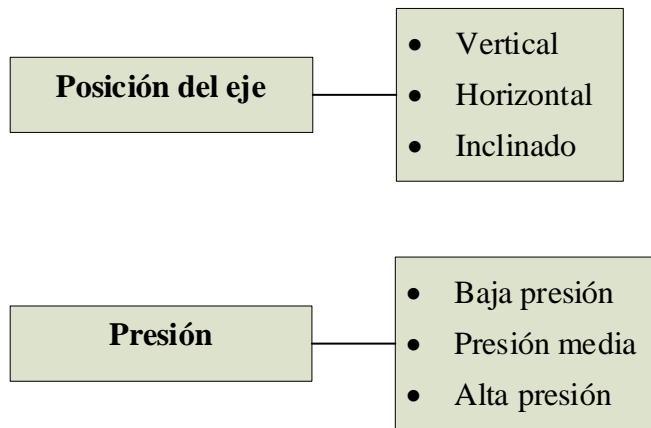 Posición del eje
• Vertical
• Horizontal
• Inclinado
Presión
• Baja presión
• Presión media
• Alta presión